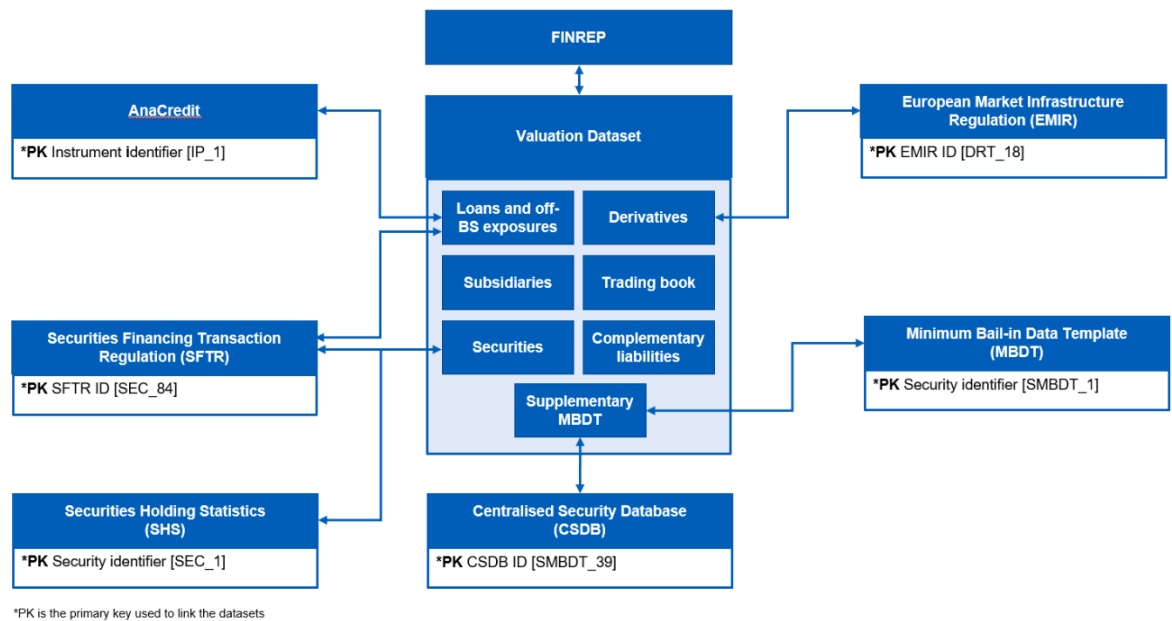 FINREP
AnaCredit
*PK Instrument identifier [IP_1]
Valuation Dataset
European Market Infrastructure
Regulation (EMIR)
*PK EMIR ID [DRT_18]
Loans and off-
BS exposures
Derivatives
Subsidiaries
Trading book
Securities
Complementary
liabilities
Supplementary
MBDT
Securities Financing Transaction
Regulation (SFTR)
*PK SFTR ID [SEC_84]
Minimum Bail-in Data Template
(MBDT)
*PK Security identifier [SMBDT_1]
Securities Holding Statistics
(SHS)
*PK Security identifier [SEC_1]
Centralised Security Database
(CSDB)
*PK CSDB ID [SMBDT_39]
*PK is the primary key used to link the datasets